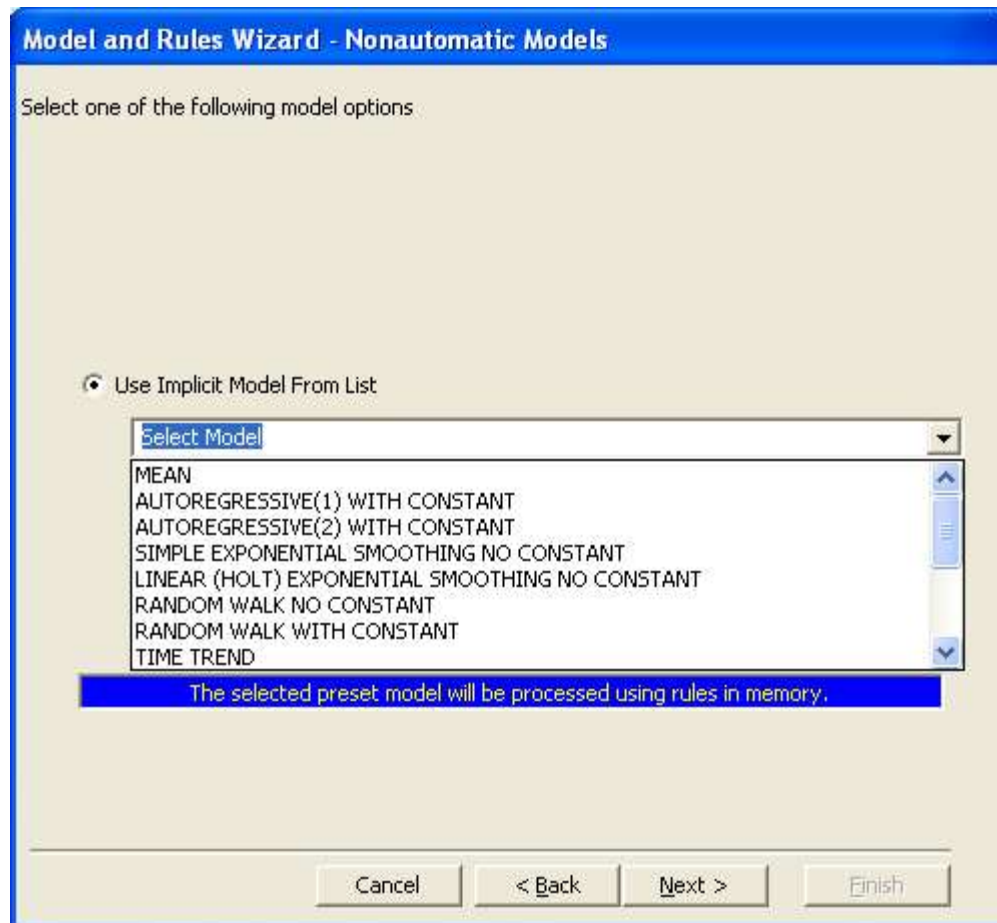 Model and Rules Wizard - Nonautomatic Models
Select one of the following model options
Use Implicit Model From List
Select Model
MEAN
AUTOREGRESSIVE(1) WITH CONSTANT
AUTOREGRESSIVE(2) WITH CONSTANT
SIMPLE EXPONENTIAL SMOOTHING NO CONSTANT
LINEAR (HOLT) EXPONENTIAL SMOOTHING NO CONSTANT
RANDOM WALK NO CONSTANT
RANDOM WALK WITH CONSTANT
TIME TREND
The selected preset model will be processed using rules in memory.
Cancel < Back Next > Finish